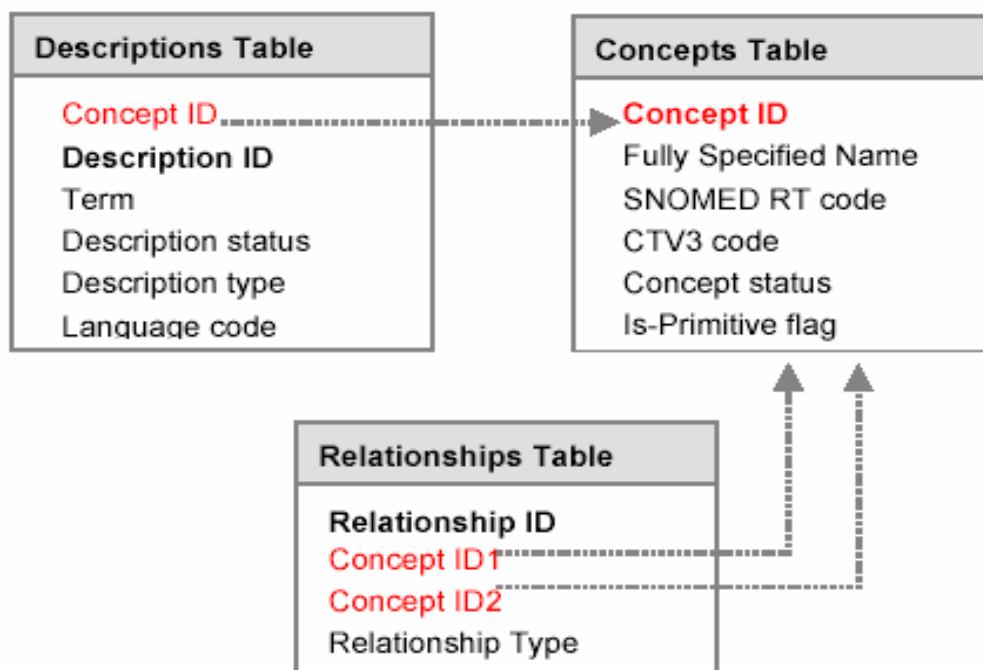 Descriptions Table
Concept ID
Description ID
Term
Description status
Description type
Language code
Concepts Table
Concept ID
Fully Specified Name
SNOMED RT code
CTV3 code
Concept status
Is-Primitive flag
Relationships Table
Relationship ID
Concept ID1
Concept ID2
Relationship Type